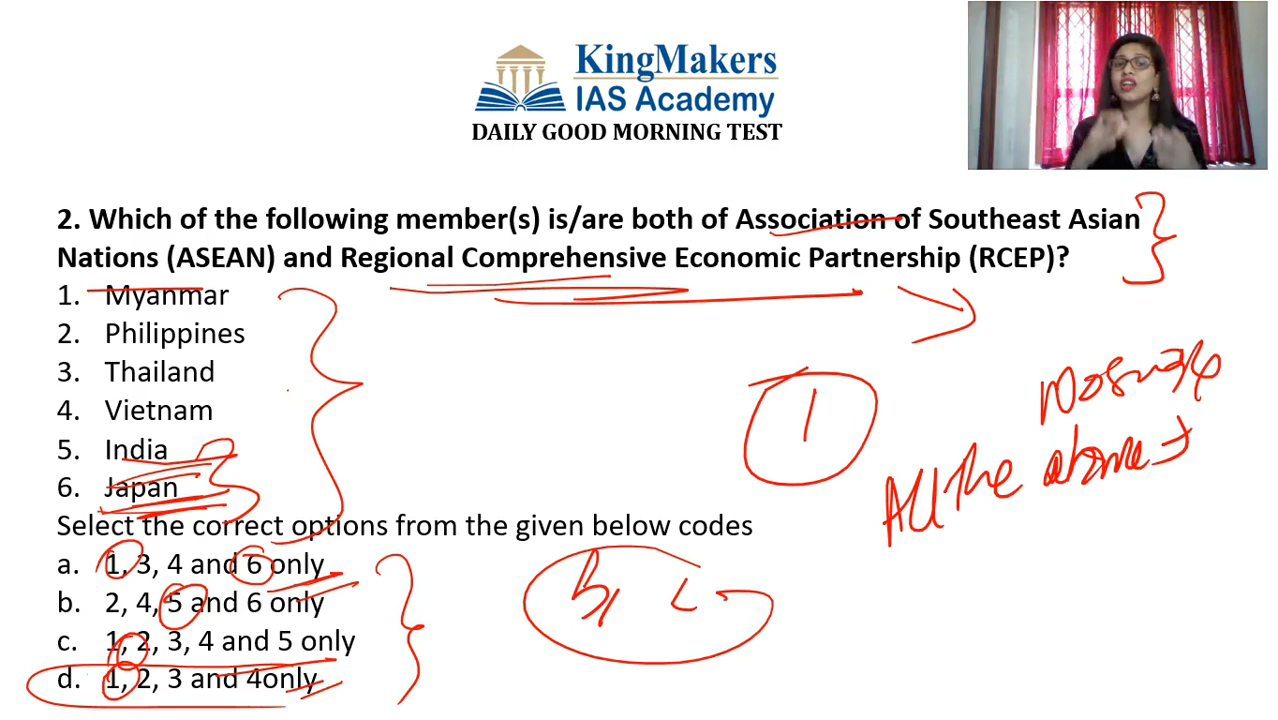 KingMakers
IAS Academy
DAILY GOOD MORNING TEST
2. Which of the following member(s) is/are both of Association of Southeast Asian
Nations (ASEAN) and Regional Comprehensive Economic Partnership (RCEP)?
1. Myanmar
2. Philippines
3. Thailand
4. Vietnam
5. India
6. Japan
Select the correct options from the given below codes
a. 1, 3, 4 and 6 only
b. 2, 4, 5 and 6 only
c. 1, 2, 3, 4 and 5 only
d. 1, 2, 3 and 4only
1
All the above